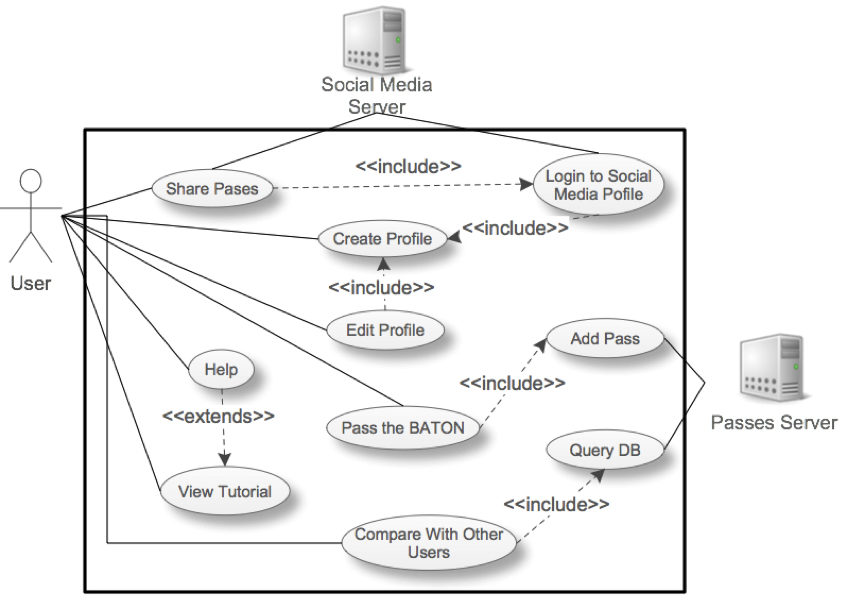 Social Media
Server
<<include>>
Share Pases
Login to Social
Media Pofile
<<include>>
Create Profile
User
<<include>>
Edit Profile
Add Pass
Help
<<include>>
<<extends>>
Pass the BATON
Passes Server
Query DB
View Tutorial
<<include>>
Compare With Other
Users